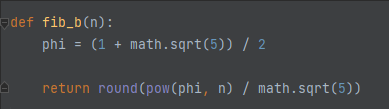 def fib_b(n):
    phi = (1 + math.sqrt(5)) / 2
    return round(pow(phi, n) / math.sqrt(5))